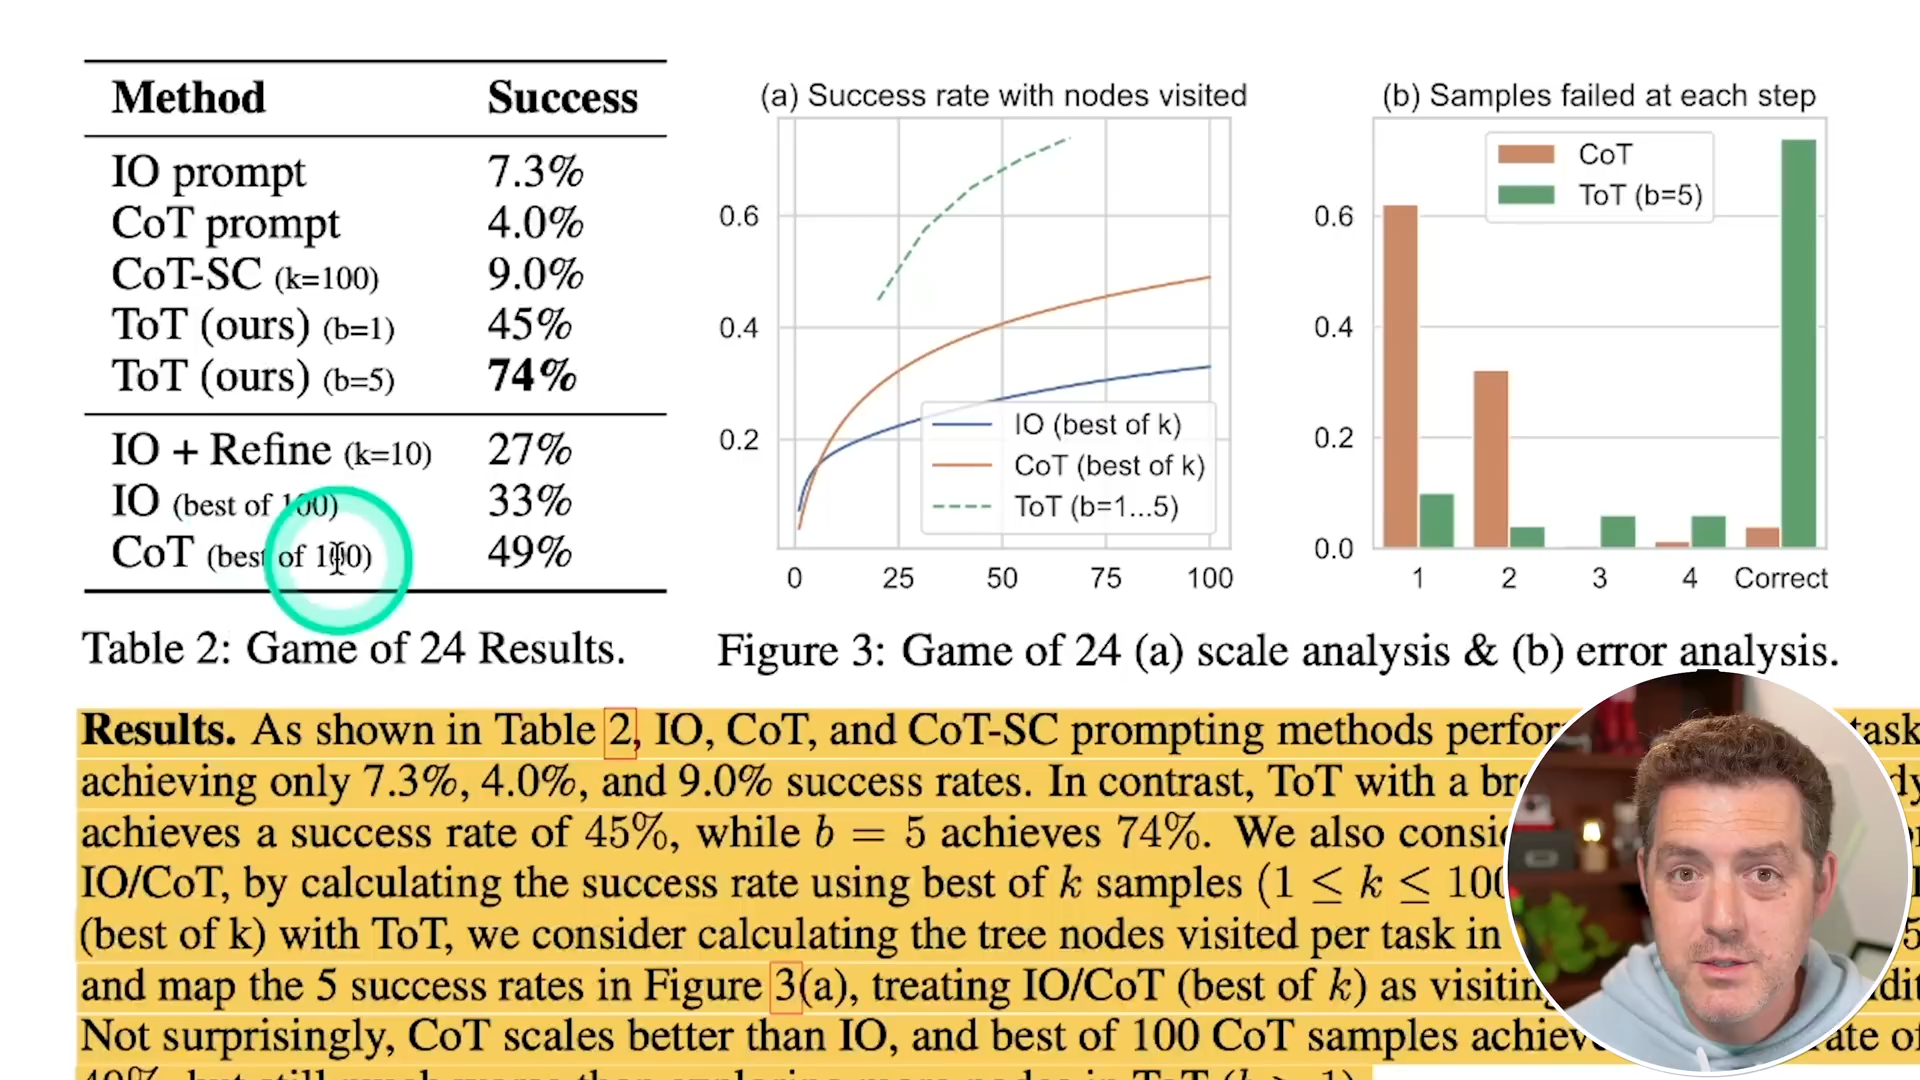 Method Success
IO prompt 7.3%
CoT prompt 4.0%
CoT-SC (k=100) 9.0%
ToT (ours) (b=1) 45%
ToT (ours) (b=5) 74%
IO + Refine (k=10) 27%
IO (best of 100) 33%
CoT (best of 100) 49%
Table 2: Game of 24 Results.
(a) Success rate with nodes visited
0.6
0.4
0.2
IO (best of k)
CoT (best of k)
ToT (b=1...5)
0 25 50 75 100
(b) Samples failed at each step
CoT
ToT (b=5)
0.6
0.4
0.2
0.0
1 2 3 4 Correct
Figure 3: Game of 24 (a) scale analysis & (b) error analysis.
Results. As shown in Table 2, IO, CoT, and CoT-SC prompting methods task
achieving only 7.3%, 4.0%, and 9.0% success rates. In contrast, ToT with a
achieves a success rate of 45%, while b = 5 achieves 74%. We also
IO/CoT, by calculating the success rate using best of k samples (1 ≤ k ≤
(best of k) with ToT, we consider calculating the tree nodes visited per task in
and map the 5 success rates in Figure 3(a), treating IO/CoT (best of k) as
Not surprisingly, CoT scales better than IO, and best of 100 CoT samples of